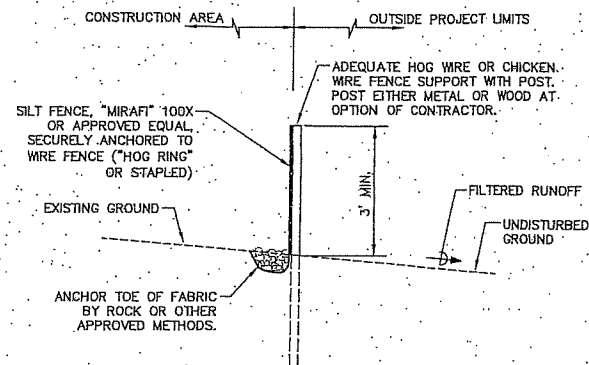 CONSTRUCTION AREA
OUTSIDE PROJECT LIMITS
ADEQUATE HOG WIRE OR CHICKEN.
WIRE FENCE SUPPORT WITH POST.
POST EITHER METAL OR WOOD AT
OPTION OF CONTRACTOR.
SILT FENCE, "MIRAFI" 100X
OR APPROVED EQUAL,
SECURELY ANCHORED TO
WIRE FENCE ("HOG RING"
OR STAPLED)
3' MIN.
FILTERED RUNOFF
EXISTING GROUND
UNDISTURBED
GROUND
ANCHOR TOE OF FABRIC
BY ROCK OR OTHER
APPROVED METHODS.